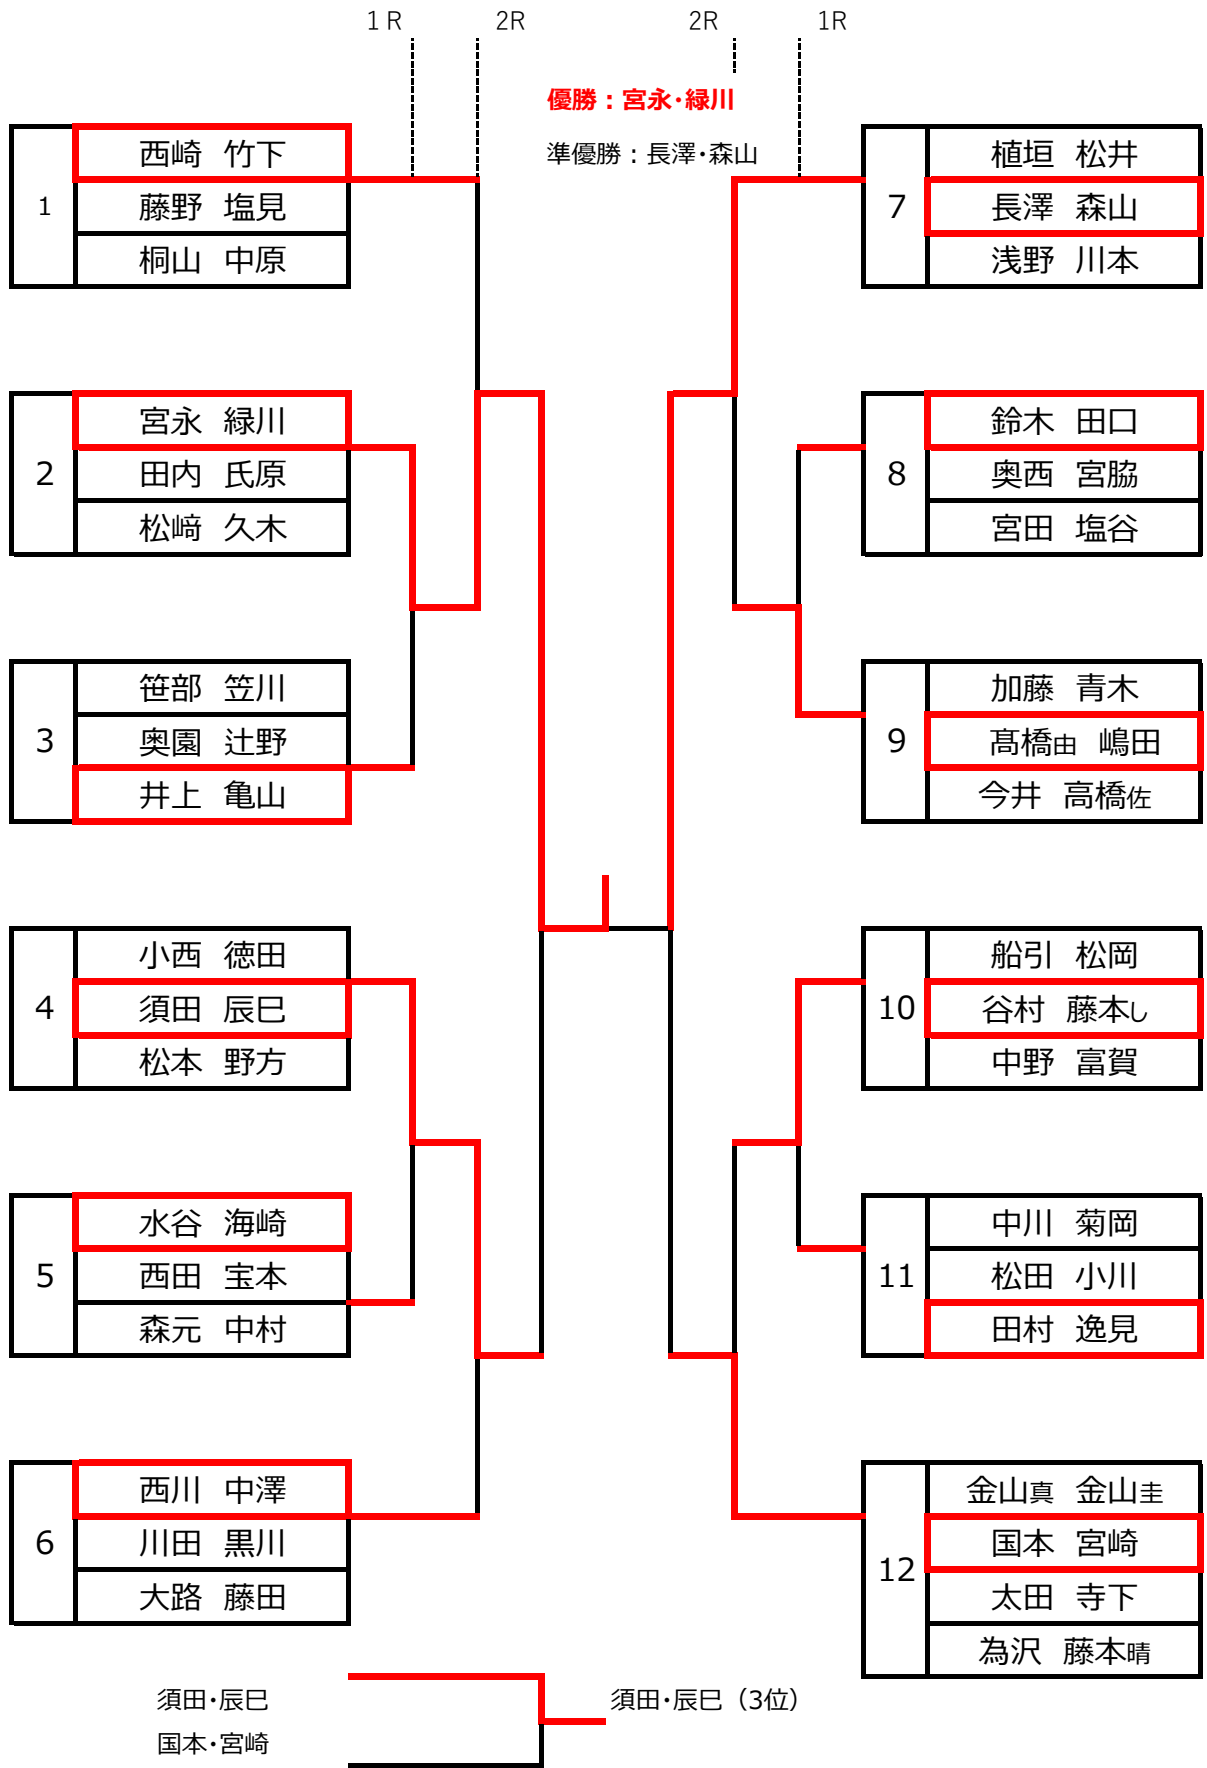 1R 2R 2R 1R
優勝：宮永・緑川
準優勝：長澤・森山
1
西崎 竹下
藤野 塩見
桐山 中原
2
宮永 緑川
田内 氏原
松﨑 久木
3
笹部 笠川
奥園 辻野
井上 亀山
4
小西 徳田
須田 辰巳
松本 野方
5
水谷 海崎
西田 宝本
森元 中村
6
西川 中澤
川田 黒川
大路 藤田
7
植垣 松井
長澤 森山
浅野 川本
8
鈴木 田口
奥西 宮脇
宮田 塩谷
9
加藤 青木
髙橋由 嶋田
今井 高橋佐
10
船引 松岡
谷村 藤本し
中野 富賀
11
中川 菊岡
松田 小川
田村 逸見
12
金山真 金山圭
国本 宮崎
太田 寺下
為沢 藤本晴
須田・辰巳
国本・宮崎
須田・辰巳（3位）